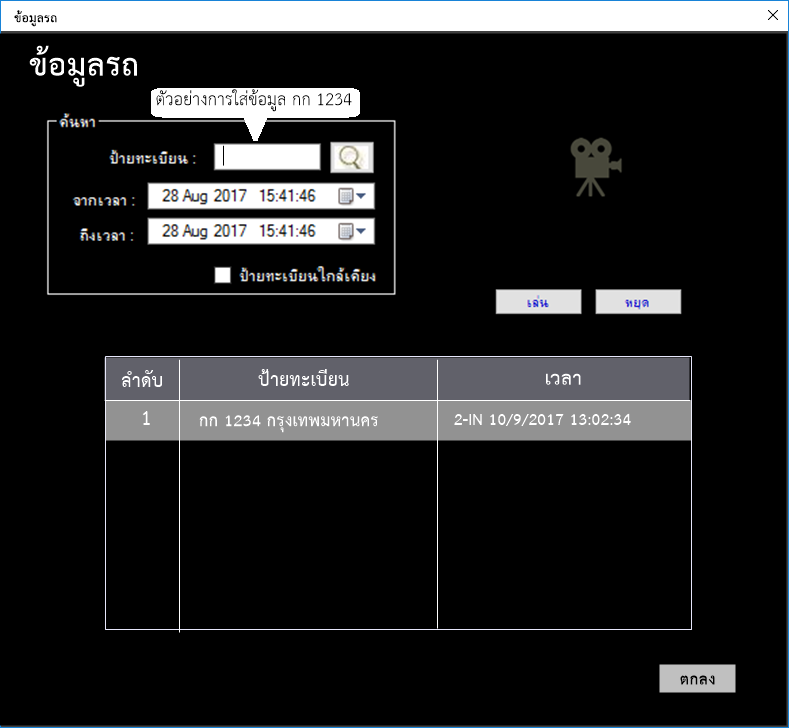 ข้อมูลรถ
ข้อมูลรถ
ตัวอย่างการใส่ข้อมูล กก 1234
ค้นหา
ป้ายทะเบียน :
จากเวลา : 28 Aug 2017 15:41:46
ถึงเวลา : 28 Aug 2017 15:41:46
ป้ายทะเบียนใกล้เคียง
เล่น หยุด
ลำดับ ป้ายทะเบียน เวลา
1 กก 1234 กรุงเทพมหานคร 2-IN 10/9/2017 13:02:34
ตกลง